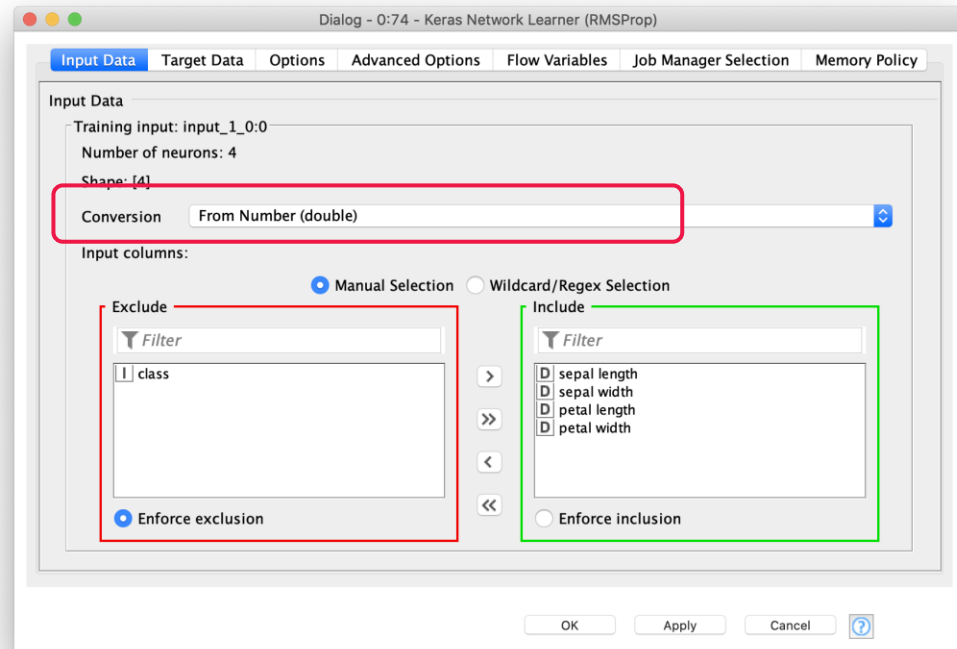 Dialog - 0:74 - Keras Network Learner (RMSProp)
Input Data Target Data Options Advanced Options Flow Variables Job Manager Selection Memory Policy
Input Data
Training input: input_1_0:0
Number of neurons: 4
Shape: [4]
Conversion From Number (double)
Input columns:
Manual Selection Wildcard/Regex Selection
Exclude
Filter
I class
Enforce exclusion
>
>>
<
<<
Include
Filter
D sepal length
D sepal width
D petal length
D petal width
Enforce inclusion
OK Apply Cancel ?